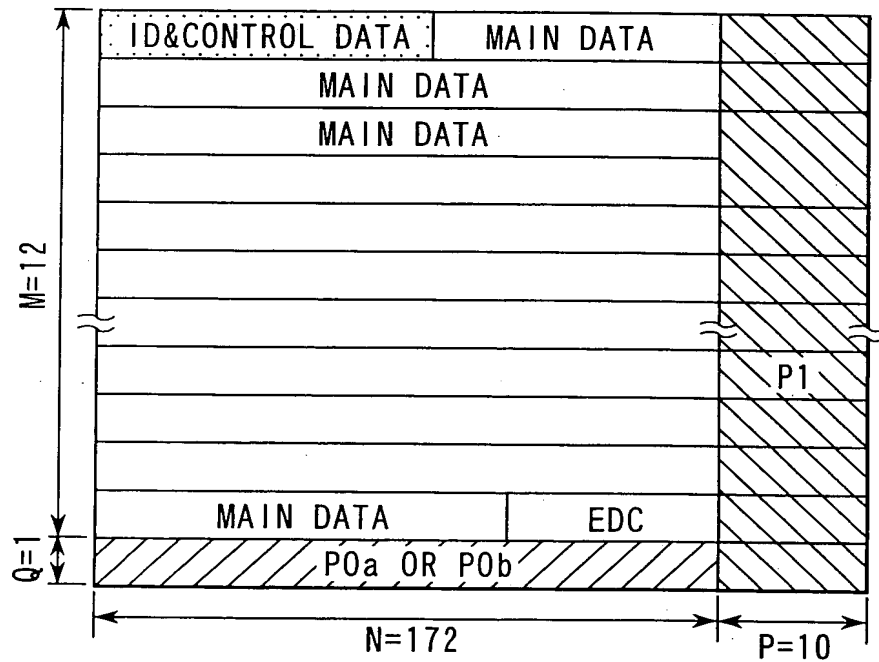 ID&CONTROL DATA MAIN DATA
MAIN DATA
MAIN DATA
M=12
P1
MAIN DATA EDC
Q=1
POa OR POb
N=172 P=10